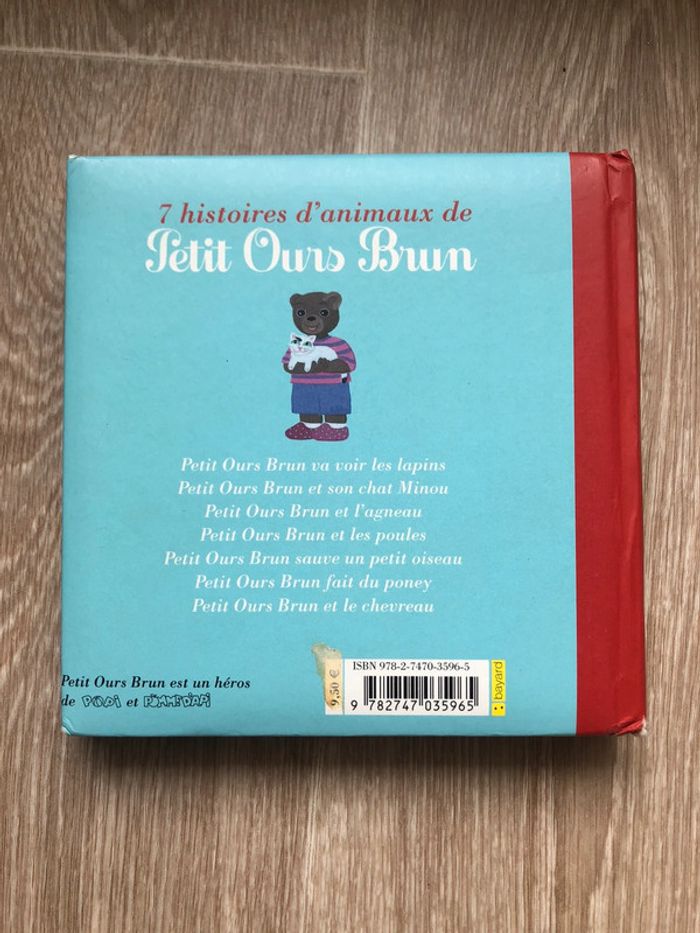 7 histoires d'animaux de
Petit Ours Brun
Petit Ours Brun va voir les lapins
Petit Ours Brun et son chat Minou
Petit Ours Brun et l'agneau
Petit Ours Brun et les poules
Petit Ours Brun sauve un petit oiseau
Petit Ours Brun fait du poney
Petit Ours Brun et le chevreau
Petit Ours Brun est un héros
de POPI et POMME D'API
9,50 €
ISBN 978-2-7470-3596-5
9 782747 035965
bayard